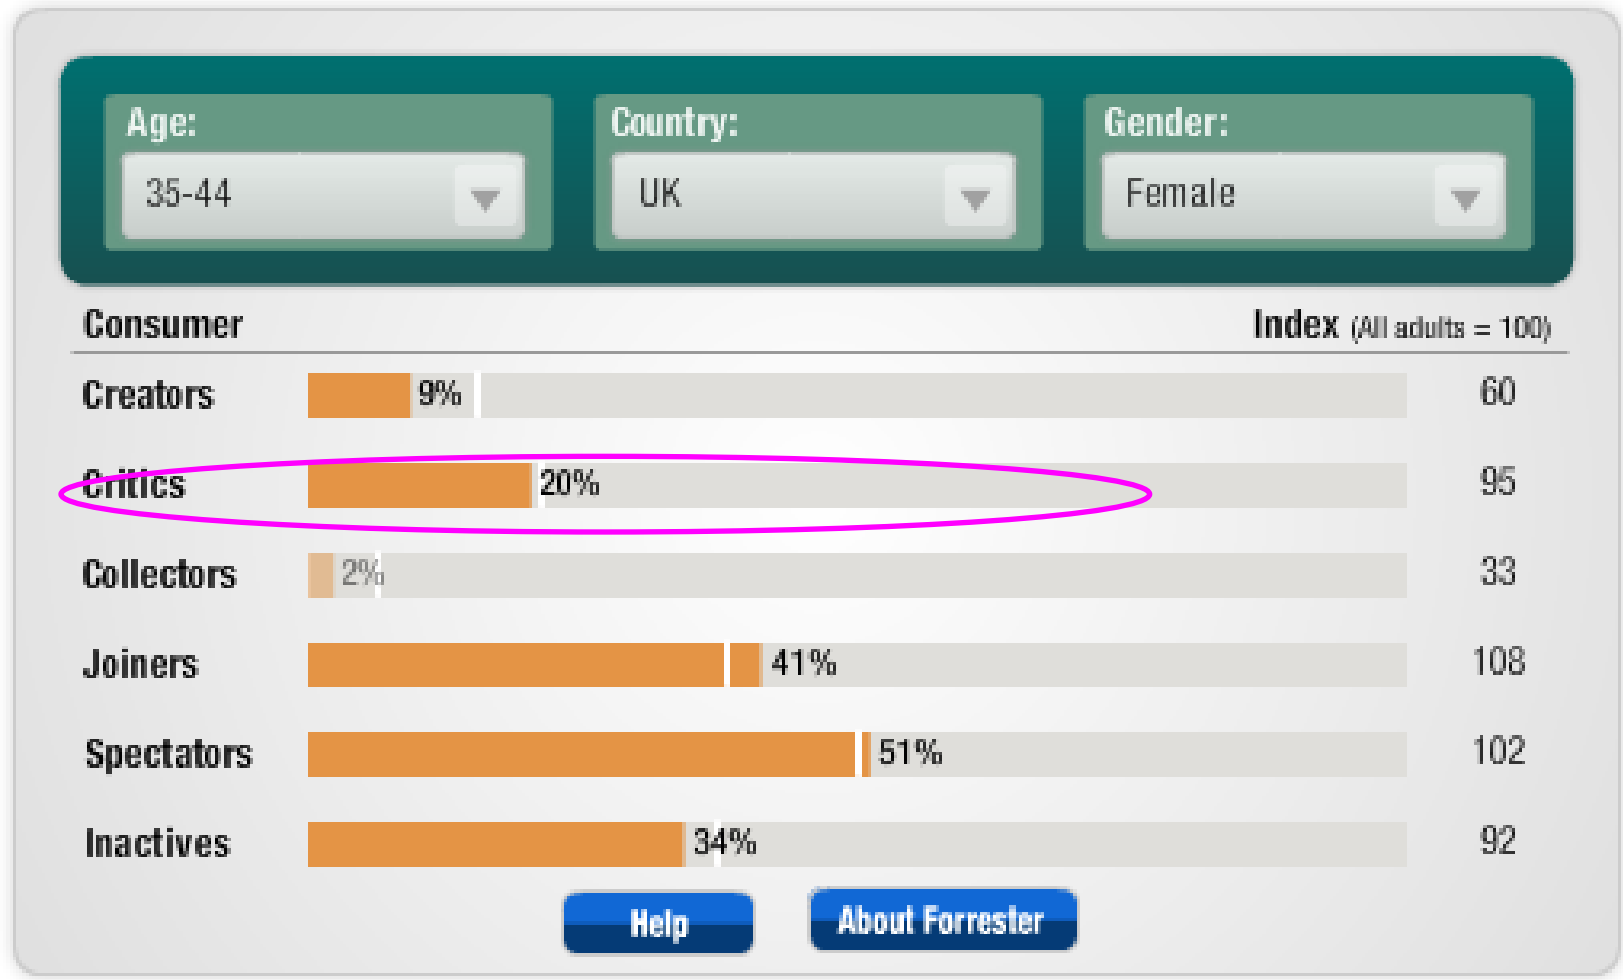 Age: Country: Gender:
35-44 UK Female
Consumer Index (All adults = 100)
Creators 9% 60
Critics 20% 95
Collectors 2% 33
Joiners 41% 108
Spectators 51% 102
Inactives 34% 92
Help About Forrester